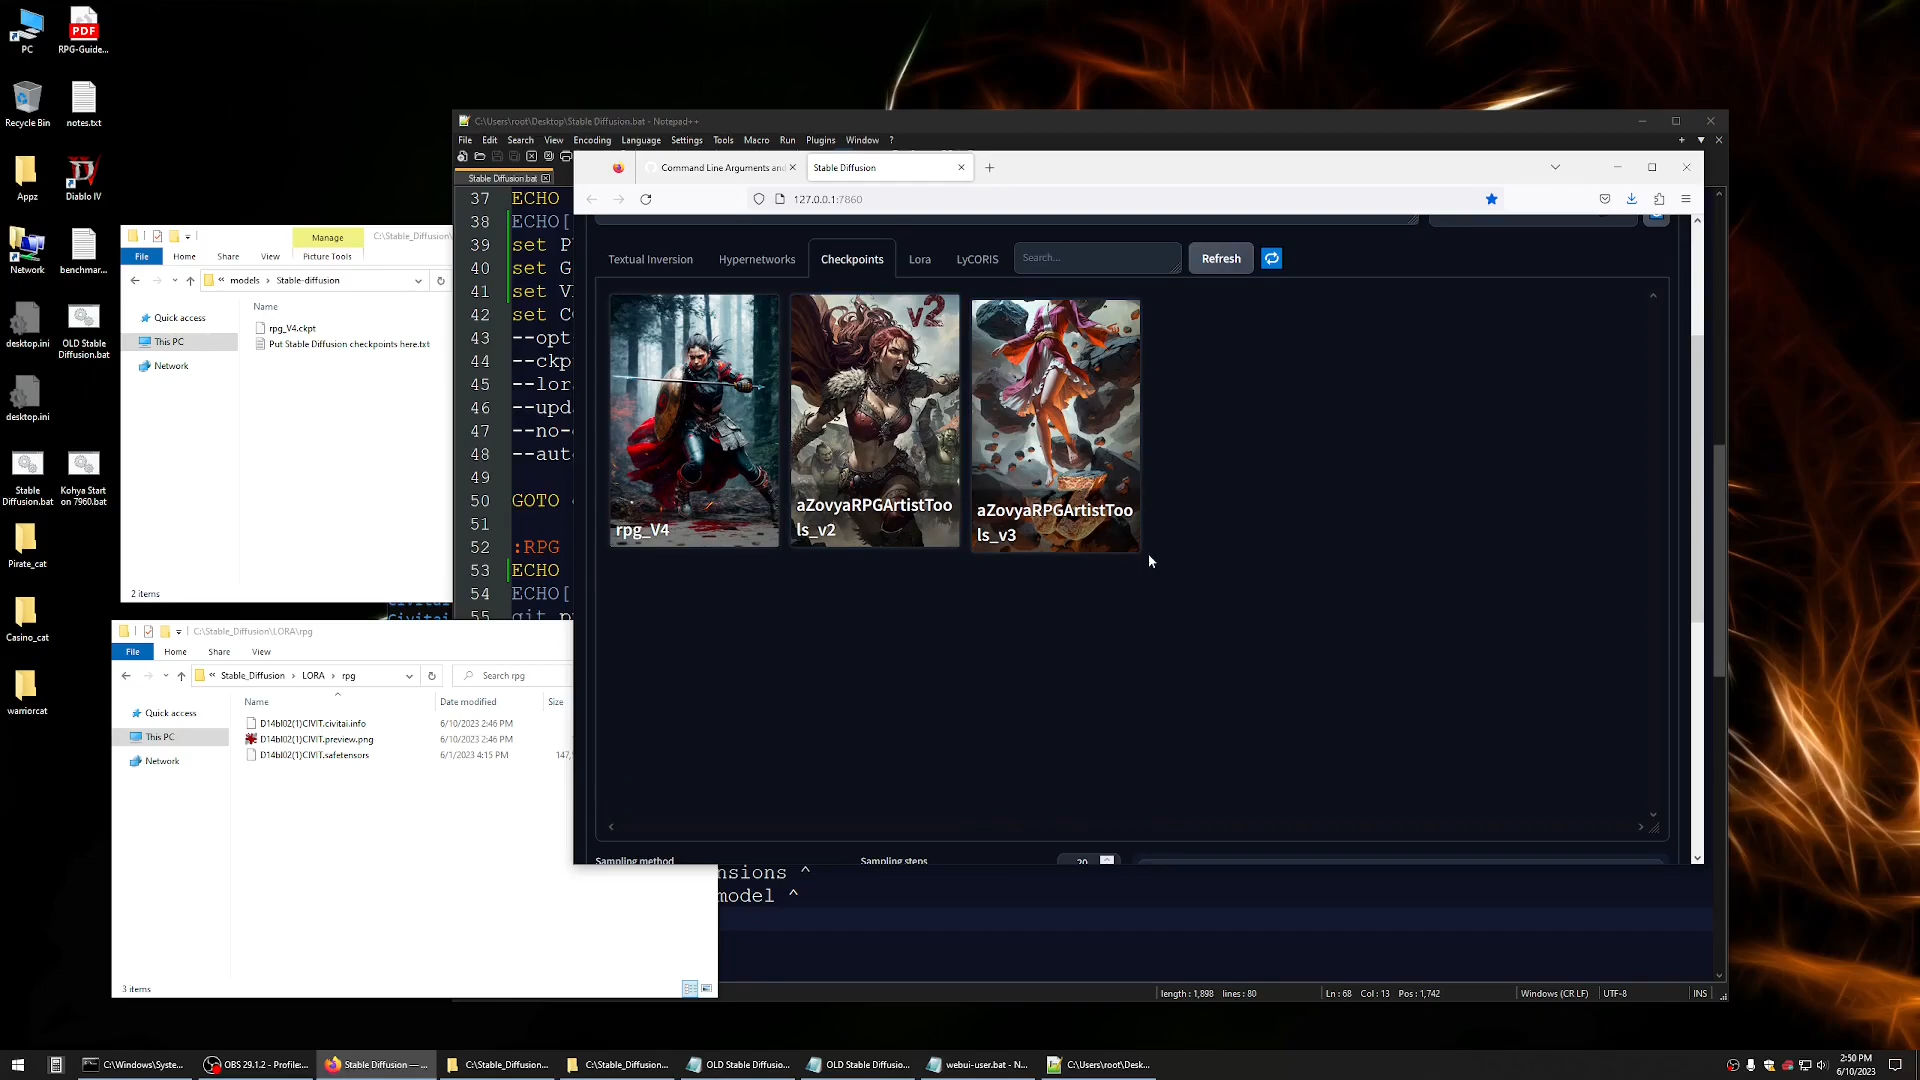 PC
RPG-Guide...
Recycle Bin
notes.txt
Appz
Diablo IV
Network
benchmar...
desktop.ini
OLD Stable
Diffusion.bat
desktop.ini
Stable
Diffusion.bat
Kohya Start
on 7960.bat
Pirate_cat
Casino_cat
warriorcat
Manage
C:\Stable_Diffusion\
File
Home
Share
View
Picture Tools
« models › Stable-diffusion
Name
Quick access
This PC
Network
rpg_V4.ckpt
Put Stable Diffusion checkpoints here.txt
2 items
C:\Stable_Diffusion\LORA\rpg
File
Home
Share
View
« Stable_Diffusion › LORA › rpg
Search rpg
Name
Date modified
Size
Quick access
This PC
Network
D14bl02(1)CIVIT.civitai.info
6/10/2023 2:46 PM
D14bl02(1)CIVIT.preview.png
6/10/2023 2:46 PM
D14bl02(1)CIVIT.safetensors
6/1/2023 4:15 PM
147,
3 items
C:\Users\root\Desktop\Stable Diffusion.bat - Notepad++
File Edit Search View Encoding Language Settings Tools Macro Run Plugins Window ?
Stable Diffusion.bat
37 ECHO
38 ECHO[
39 set P
40 set G
41 set V
42 set C
43 --opt
44 --ckp
45 --lor
46 --upd
47 --no-
48 --aut
49
50 GOTO
51
52 :RPG
53 ECHO
54 ECHO[
55 git p
Civitai
nsions ^
model ^
length : 1,898 lines : 80
Ln : 68 Col : 13 Pos : 1,742
Windows (CR LF)
UTF-8
INS
Command Line Arguments and
Stable Diffusion
127.0.0.1:7860
Textual Inversion
Hypernetworks
Checkpoints
Lora
LyCORIS
Search...
Refresh
rpg_V4
v2
aZovyaRPGArtistToo
ls_v2
aZovyaRPGArtistToo
ls_v3
Sampling method
Sampling steps
20
C:\Windows\Syste...
OBS 29.1.2 - Profile:...
Stable Diffusion — ...
C:\Stable_Diffusion...
C:\Stable_Diffusion...
OLD Stable Diffusio...
OLD Stable Diffusio...
webui-user.bat - N...
C:\Users\root\Desk...
2:50 PM
6/10/2023